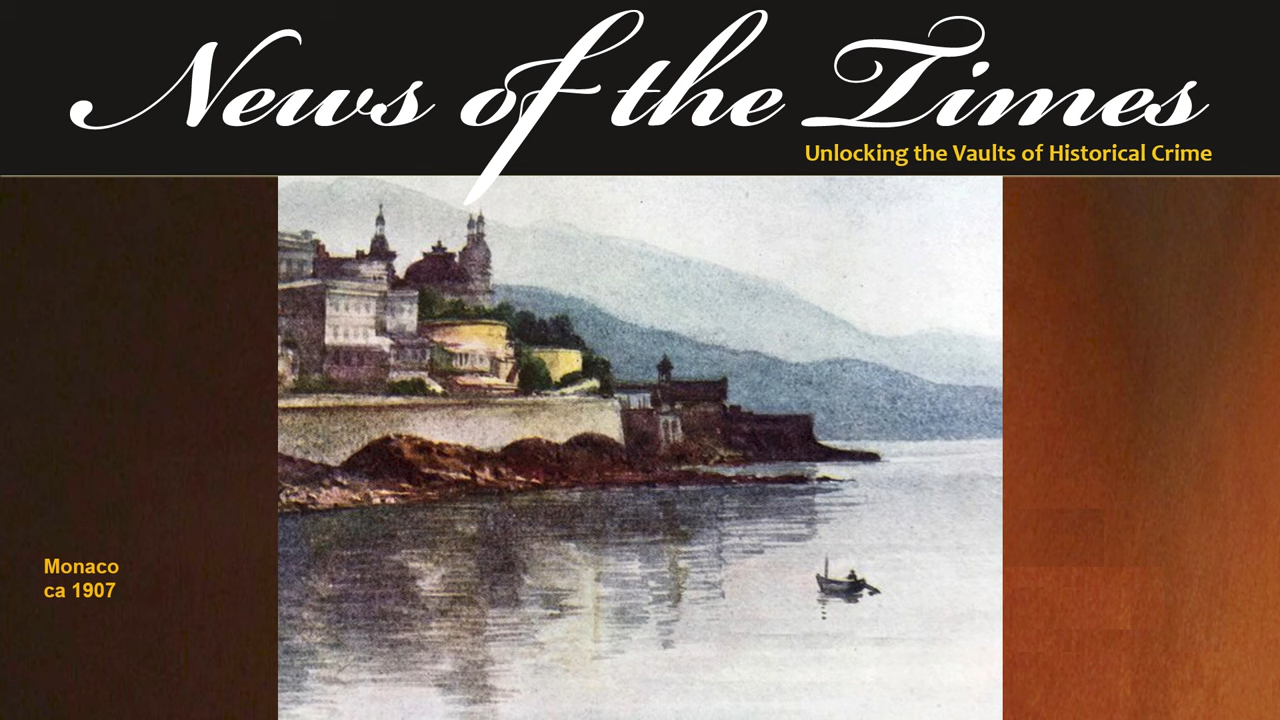 News of the Times
Unlocking the Vaults of Historical Crime
Monaco
ca 1907